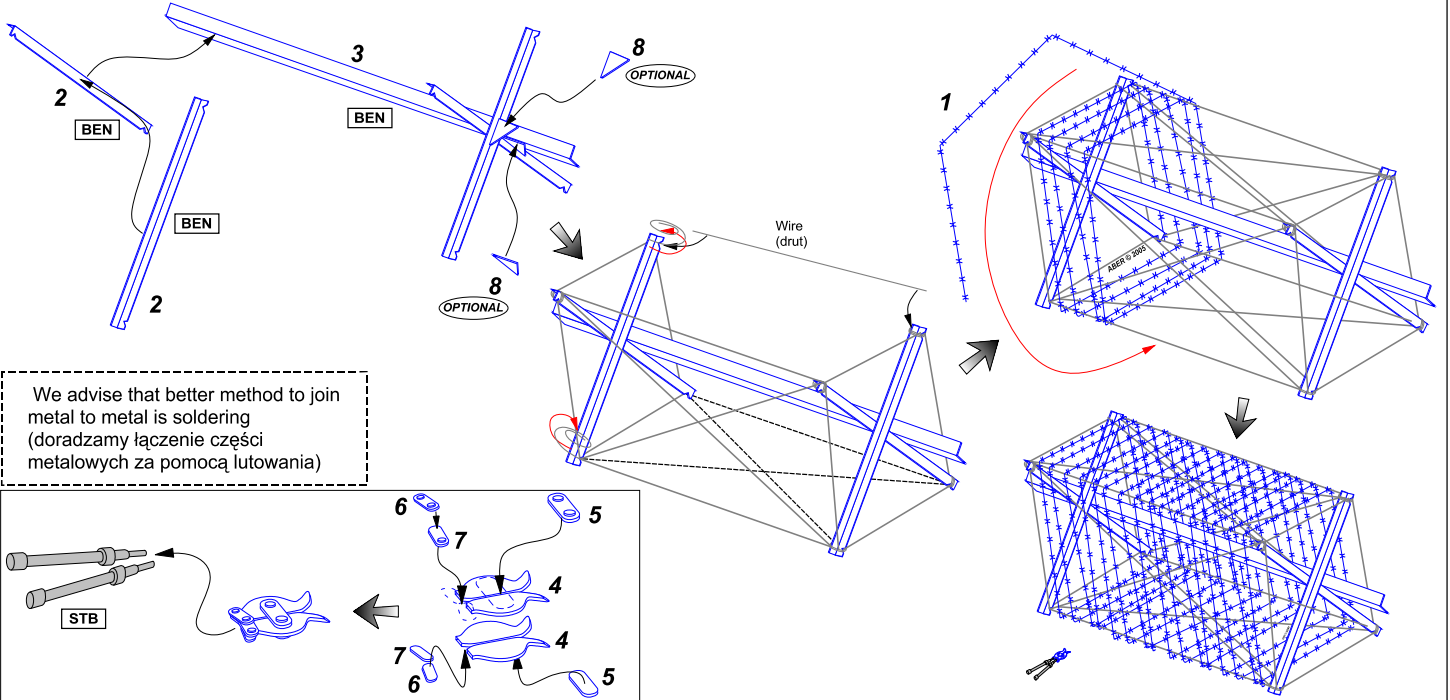 2
BEN
3
BEN
8
OPTIONAL
BEN
2
8
OPTIONAL
Wire
(drut)
1
ABER © 2005
We advise that better method to join
metal to metal is soldering
(doradzamy łączenie części
metalowych za pomocą lutowania)
STB
6
7
5
4
4
7
6
5